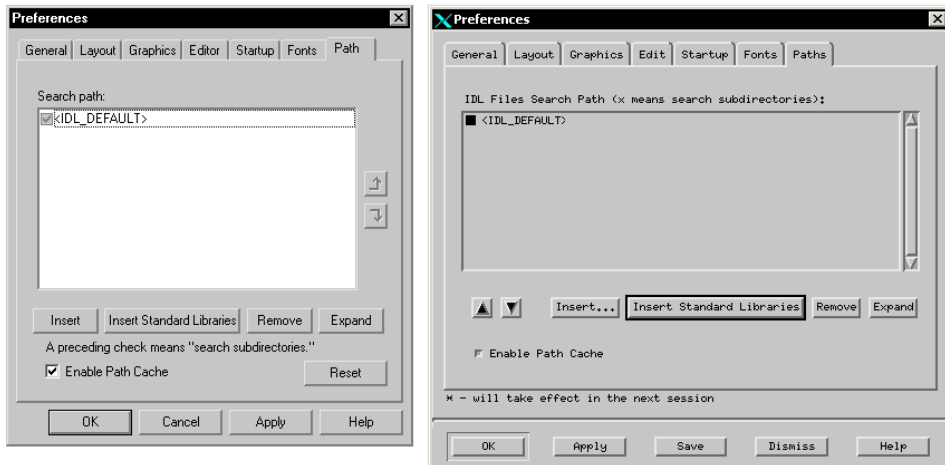 Preferences
General Layout Graphics Editor Startup Fonts Path
Search path:
<IDL_DEFAULT>
Insert Insert Standard Libraries Remove Expand
A preceding check means "search subdirectories."
Enable Path Cache
Reset
OK Cancel Apply Help
Preferences
General Layout Graphics Edit Startup Fonts Paths
IDL Files Search Path (x means search subdirectories):
<IDL_DEFAULT>
Insert... Insert Standard Libraries Remove Expand
Enable Path Cache
* - will take effect in the next session
OK Apply Save Dismiss Help